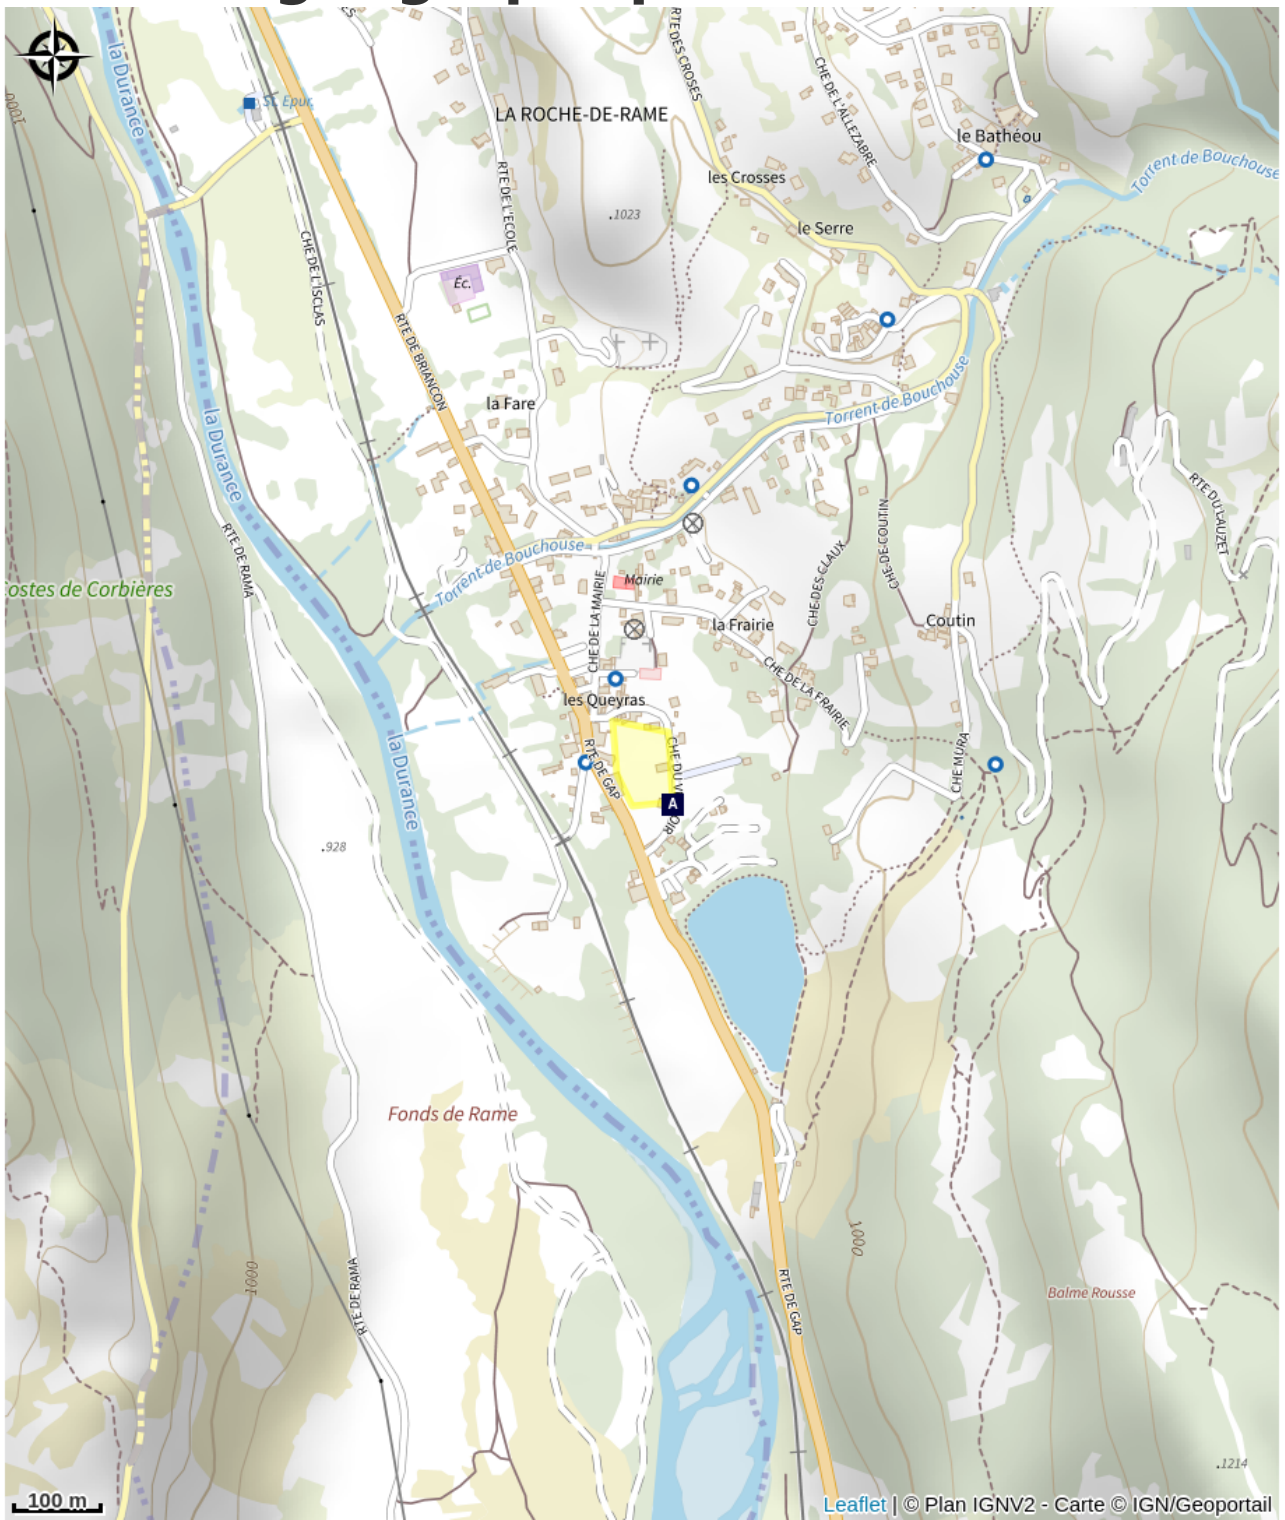 la Durance
RTE DES CROSES
CHE DE L'ALLEZABRE
0001
St. Epur.
LA ROCHE-DE-RAME
le Bathéou
Torrent de Bouchouse
les Crosses
RTE DE L'ECOLE
.1023
le Serre
CHE DE L'ISCLAS
Éc.
RTE DE BRIANCON
la Fare
Torrent de Bouchouse
la Durance
RTE DU LAUZET
CHE DE COUTIN
RTE DE RAMA
Torrent de Bouchouse
CHE DES CLAUX
ostes de Corbières
Mairie
CHE DE LA MAIRIE
la Frairie
Coutin
CHE DE LA FRAIRIE
les Queyras
la Durance
RTE DE GAP
CHE DU V
OIR
CHE MURA
A
.928
Fonds de Rame
1000
1000
RTE DE RAMA
RTE DE GAP
Balme Rousse
.1214
100 m
Leaflet | © Plan IGNV2 - Carte © IGN/Geoportail